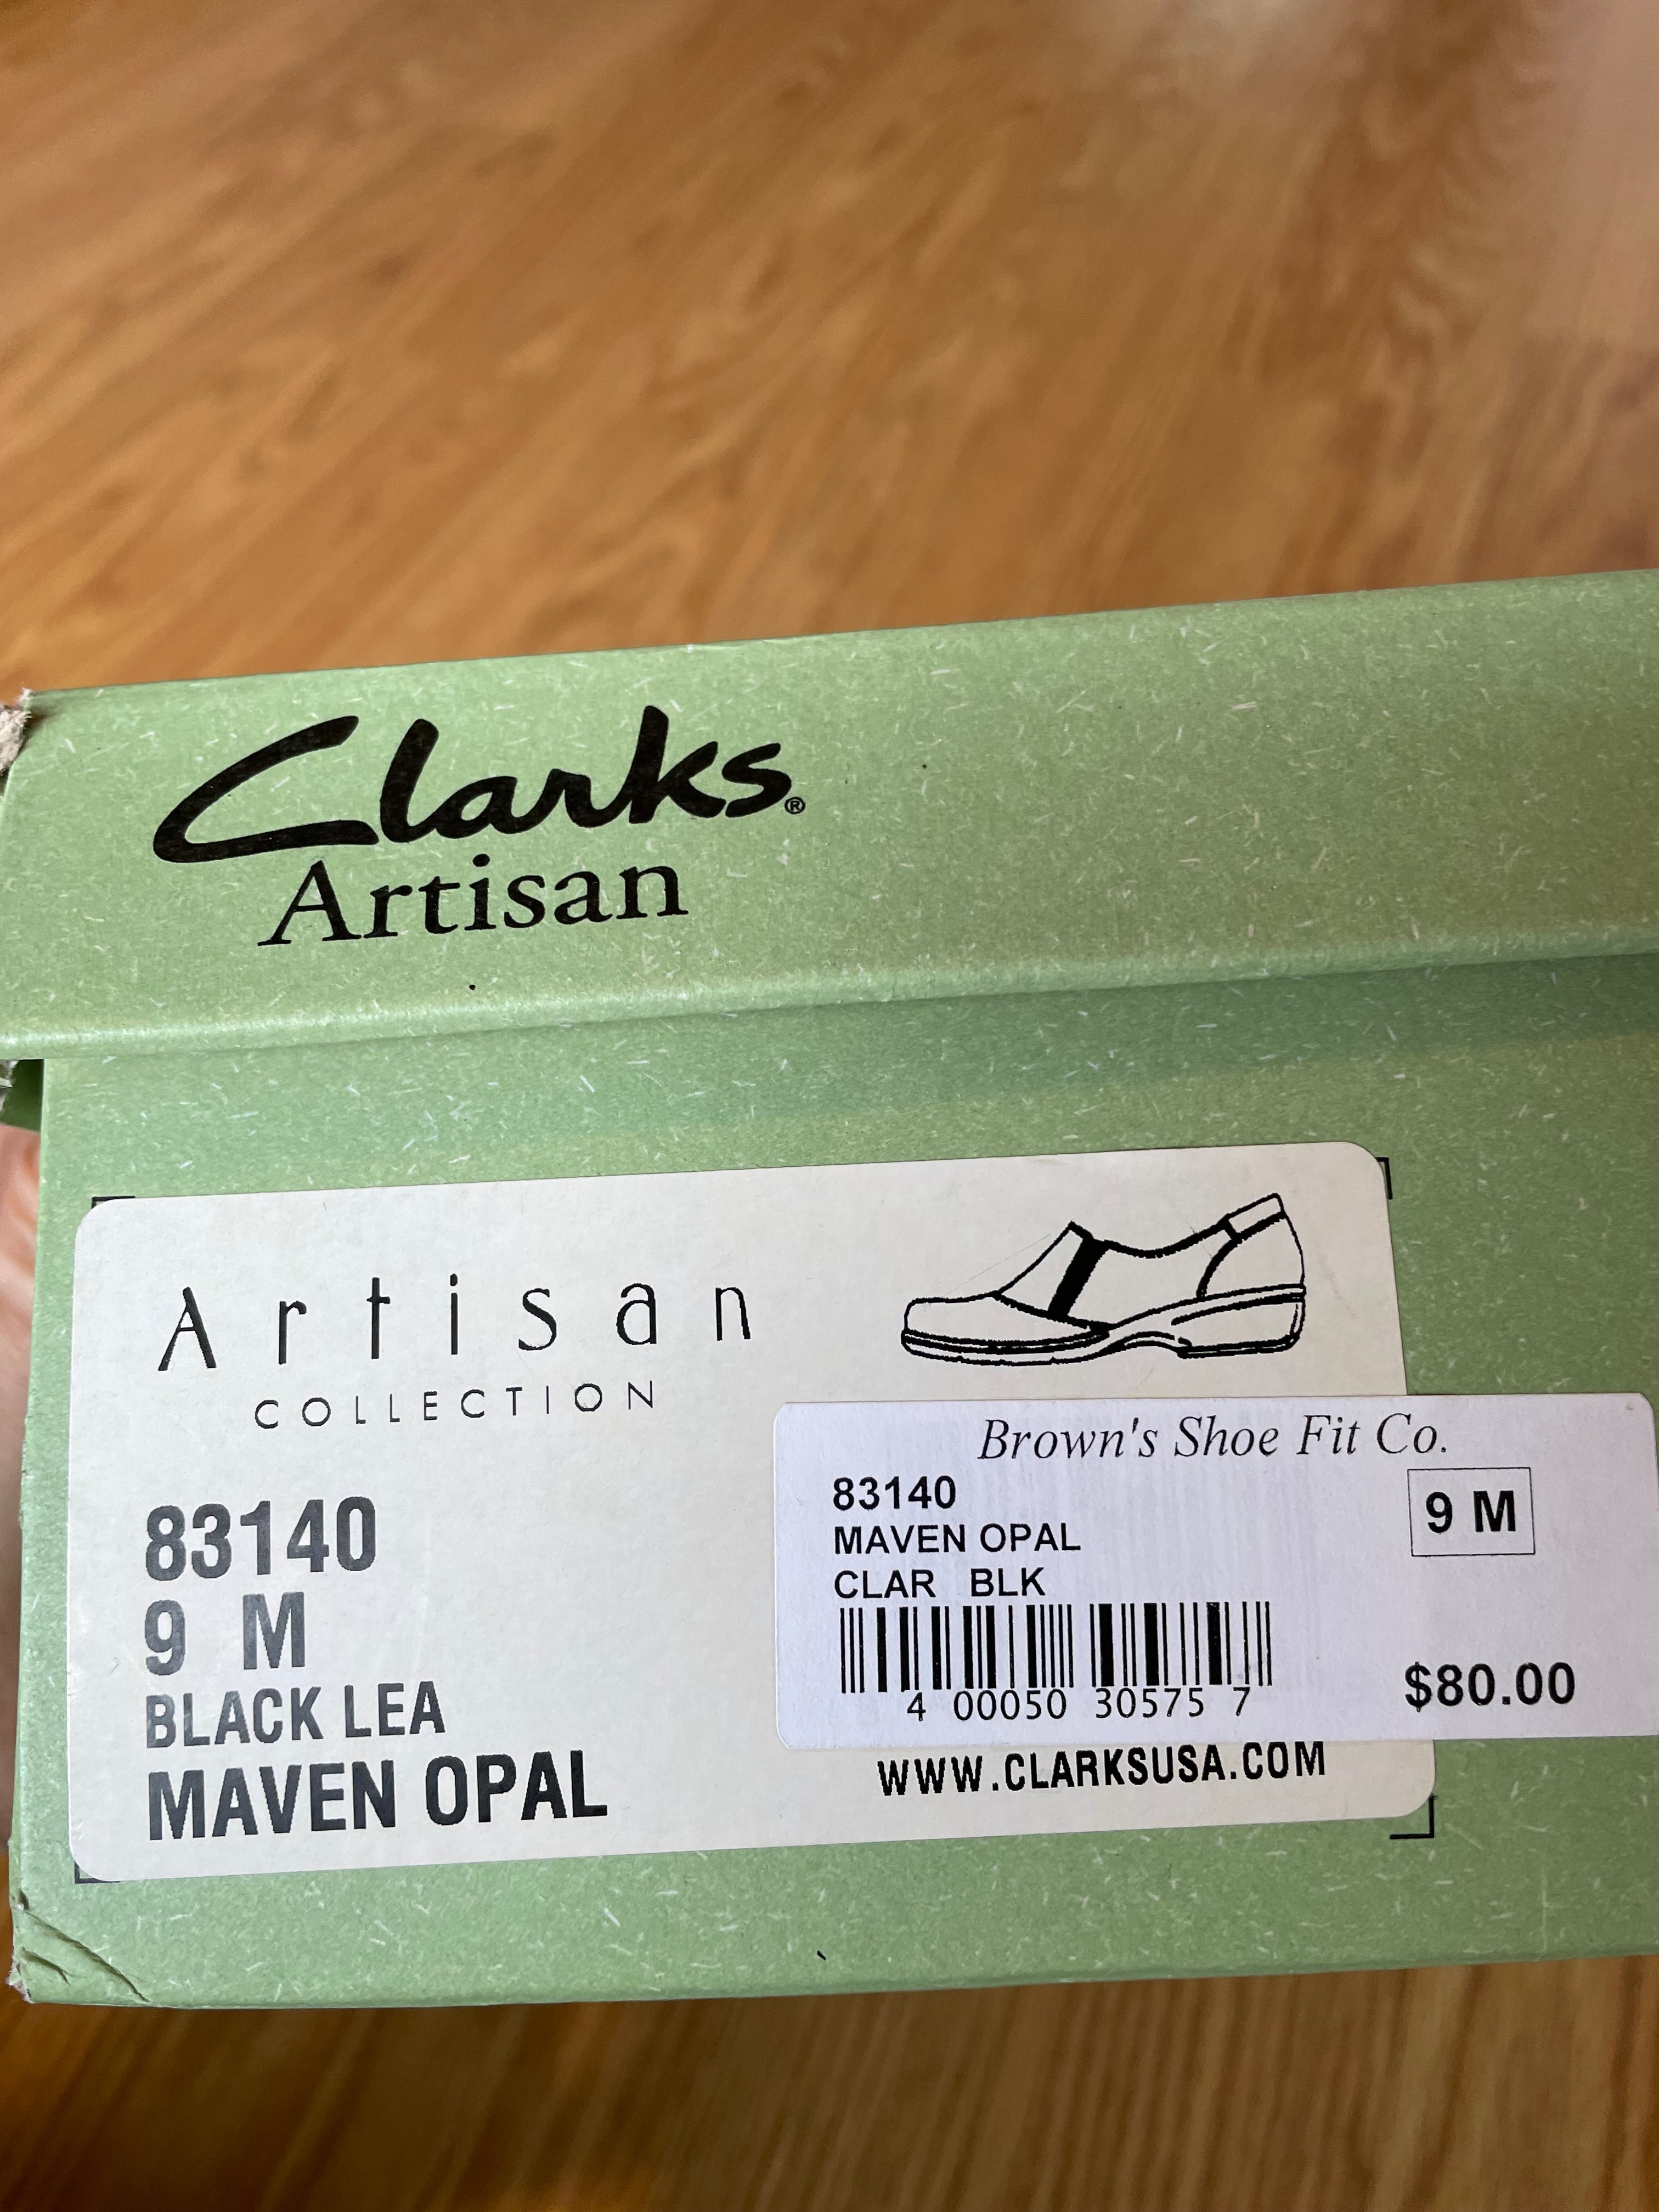 Clarks®
Artisan
Artisan
COLLECTION
83140
9 M
BLACK LEA
MAVEN OPAL
Brown's Shoe Fit Co.
83140
9 M
MAVEN OPAL
CLAR BLK
4 00050 30575 7
$80.00
WWW.CLARKSUSA.COM